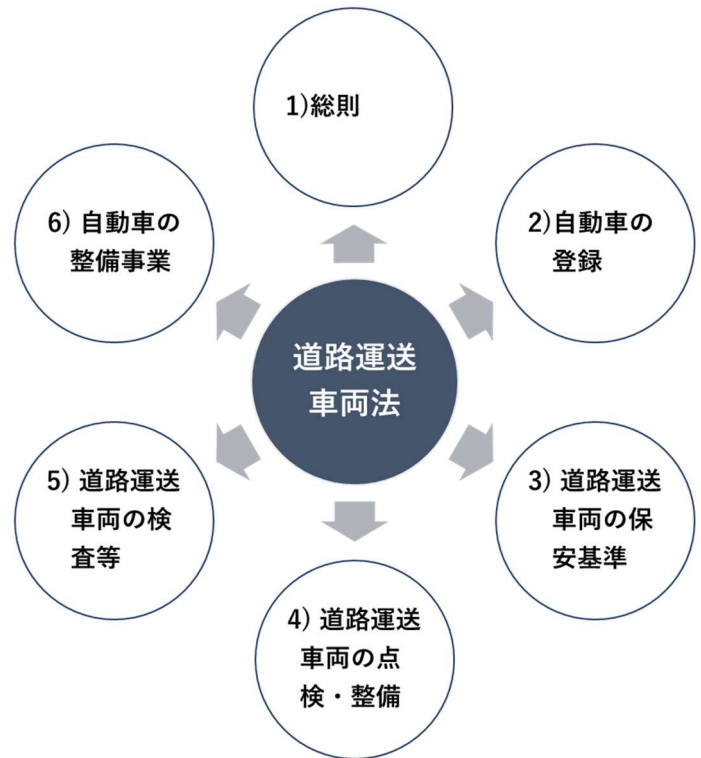 1)総則
2)自動車の
登録
3) 道路運送
車両の保
安基準
4) 道路運送
車両の点
検・整備
5) 道路運送
車両の検
査等
6) 自動車の
整備事業
道路運送
車両法